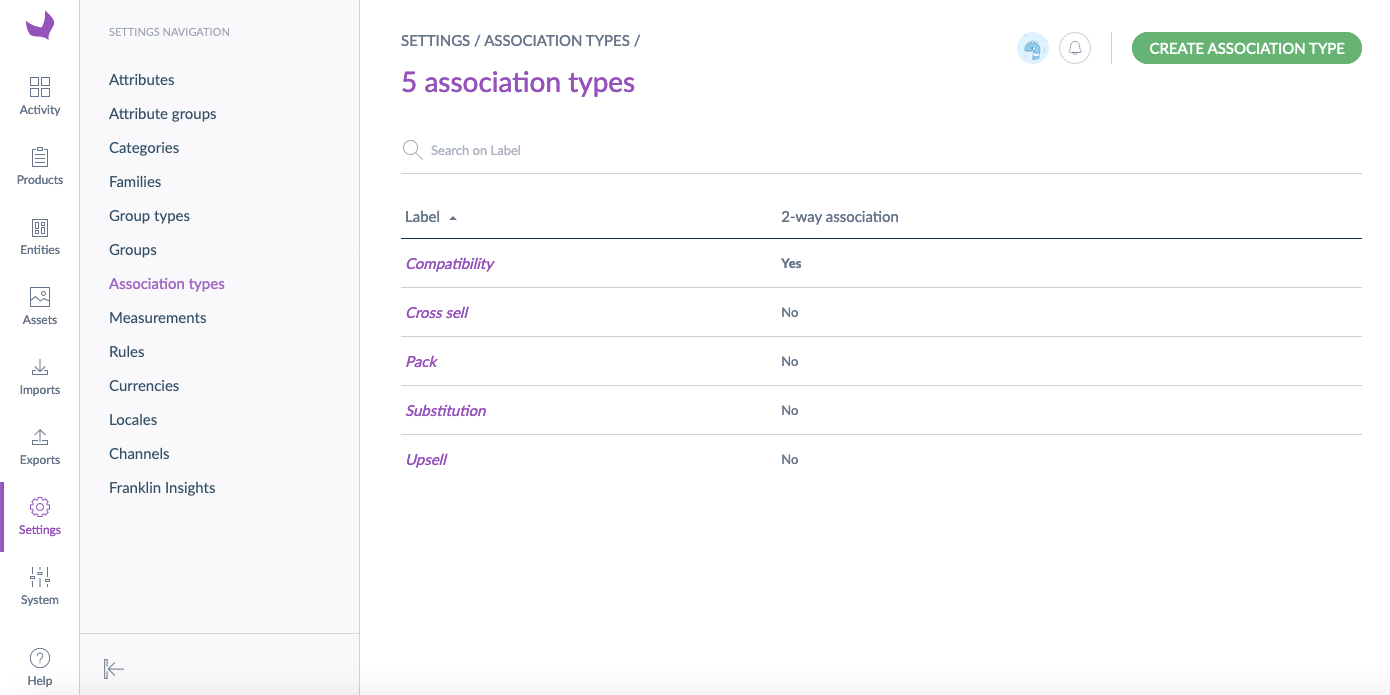 Activity
Products
Entities
Assets
Imports
Exports
Settings
System
Help
SETTINGS NAVIGATION
Attributes
Attribute groups
Categories
Families
Group types
Groups
Association types
Measurements
Rules
Currencies
Locales
Channels
Franklin Insights
SETTINGS / ASSOCIATION TYPES /
CREATE ASSOCIATION TYPE
5 association types
Search on Label
Label 2-way association
Compatibility Yes
Cross sell No
Pack No
Substitution No
Upsell No